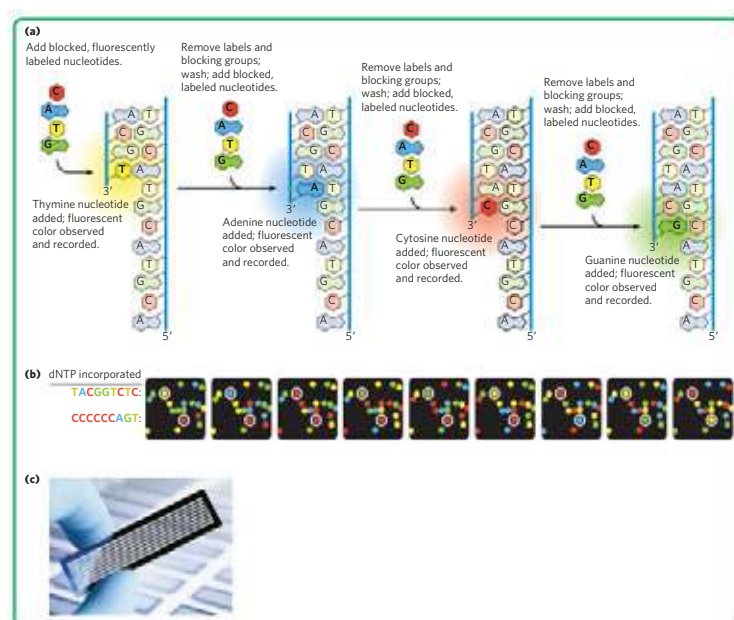 (a)
Add blocked, fluorescently
labeled nucleotides.
C
A
T
G
A T
C G
G C
T A
3′
T
G
C
A
T
G
C
A
5′
Thymine nucleotide
added; fluorescent
color observed
and recorded.
Remove labels and
blocking groups;
wash; add blocked,
labeled nucleotides.
C
A
T
G
A T
C G
G C
T A
A T
3′
G
C
A
T
G
C
A
5′
Adenine nucleotide
added; fluorescent
color observed
and recorded.
Remove labels and
blocking groups;
wash; add blocked,
labeled nucleotides.
C
A
T
G
A T
C G
G C
T A
A T
C G
3′
C
A
T
G
C
A
5′
Cytosine nucleotide
added; fluorescent
color observed
and recorded.
Remove labels and
blocking groups;
wash; add blocked,
labeled nucleotides.
C
A
T
G
A T
C G
G C
T A
A T
C G
G C
3′
A
T
G
C
A
5′
Guanine nucleotide
added; fluorescent
color observed
and recorded.
(b) dNTP incorporated
TACGGTCTC:
CCCCCCAGT:
(c)